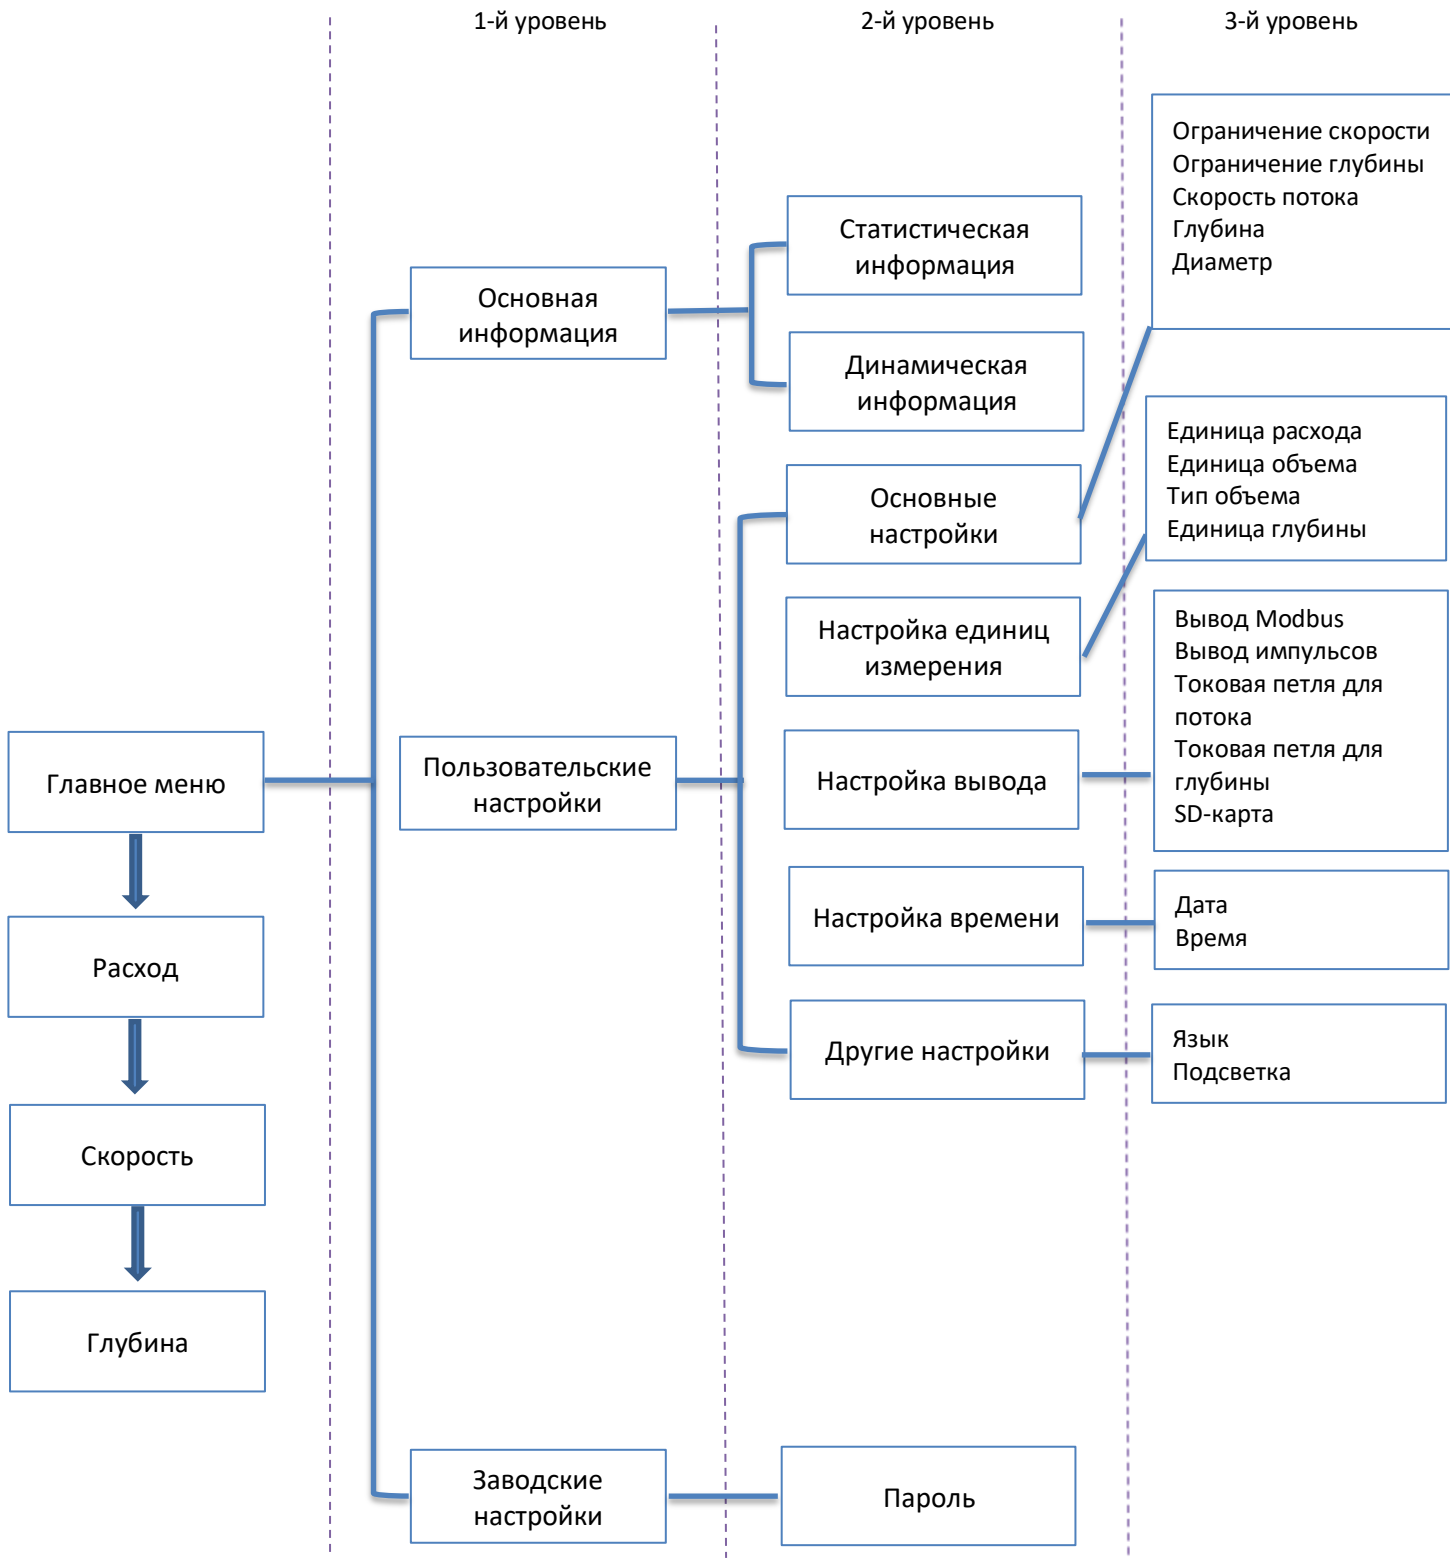 1-й уровень
2-й уровень
3-й уровень
Главное меню
Расход
Скорость
Глубина
Основная
информация
Пользовательские
настройки
Заводские
настройки
Статистическая
информация
Динамическая
информация
Основные
настройки
Настройка единиц
измерения
Настройка вывода
Настройка времени
Другие настройки
Пароль
Ограничение скорости
Ограничение глубины
Скорость потока
Глубина
Диаметр
Единица расхода
Единица объема
Тип объема
Единица глубины
Вывод Modbus
Вывод импульсов
Токовая петля для
потока
Токовая петля для
глубины
SD-карта
Дата
Время
Язык
Подсветка